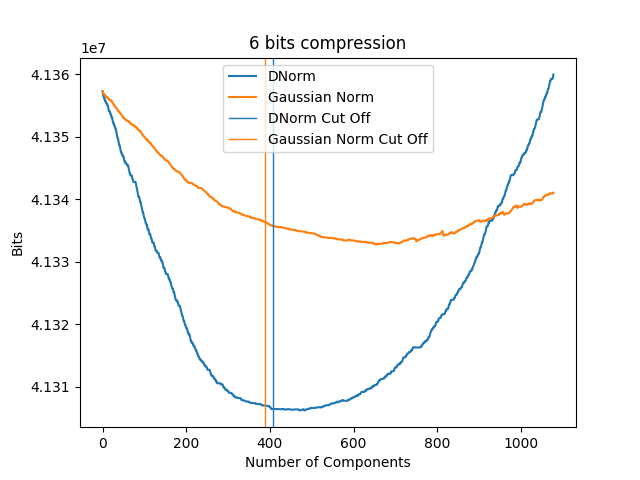 6 bits compression
1e7
DNorm
Gaussian Norm
DNorm Cut Off
Gaussian Norm Cut Off
4.136
4.135
4.134
4.133
4.132
4.131
Bits
0 200 400 600 800 1000
Number of Components